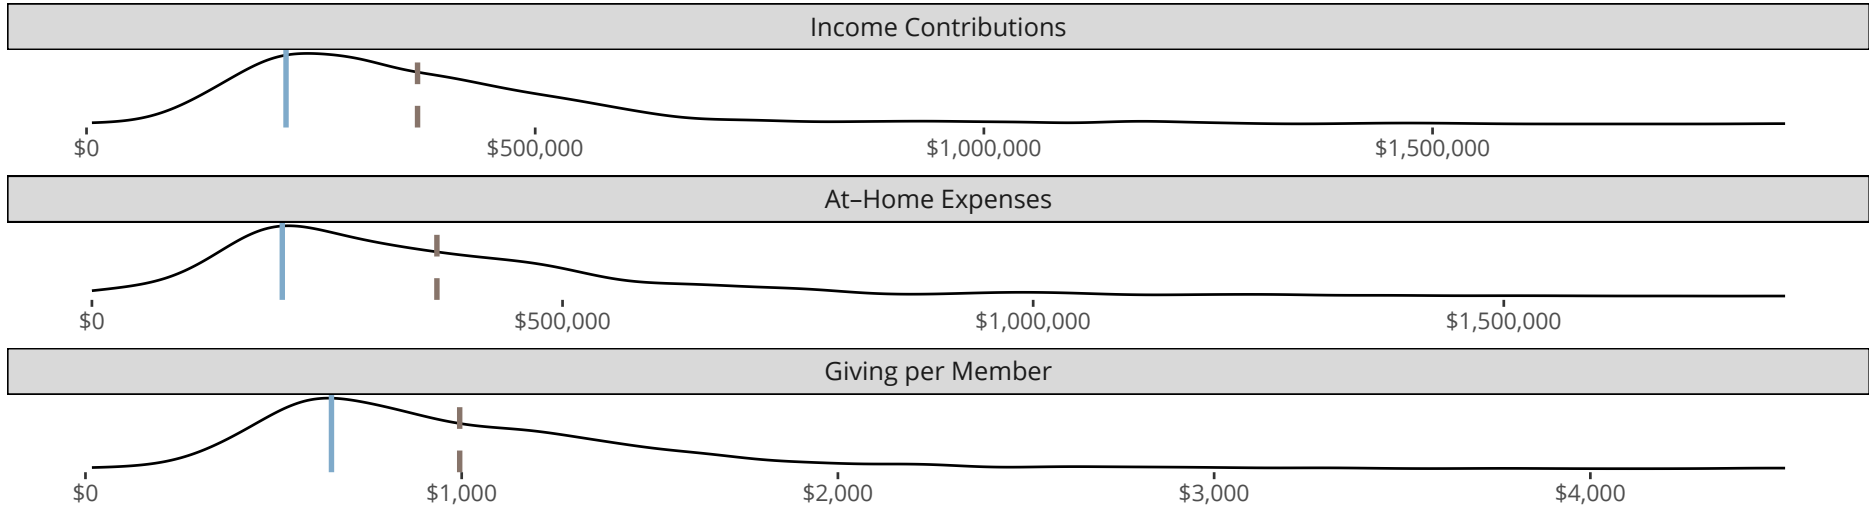 Income Contributions
$0 $500,000 $1,000,000 $1,500,000
At–Home Expenses
$0 $500,000 $1,000,000 $1,500,000
Giving per Member
$0 $1,000 $2,000 $3,000 $4,000